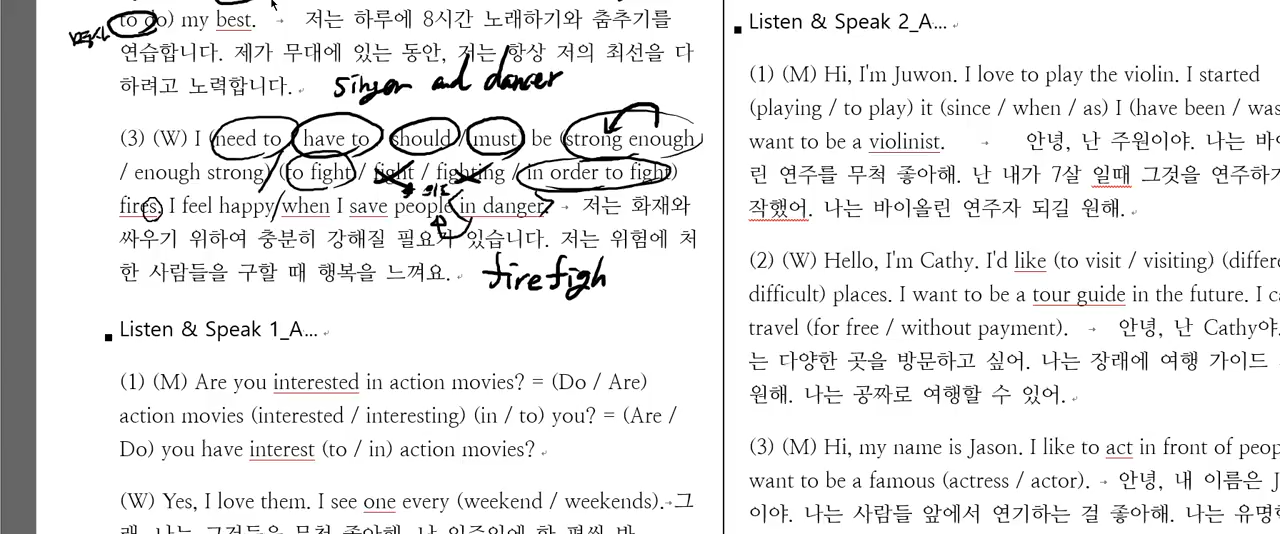 to do) my best. → 저는 하루에 8시간 노래하기와 춤추기를
연습합니다. 제가 무대에 있는 동안, 저는 항상 저의 최선을 다
하려고 노력합니다.
singer and dancer
(3) (W) I (need to / have to / should / must) be (strong enough
/ enough strong) (to fight / fight / fighting / in order to fight)
fires. I feel happy when I save people in danger. → 저는 화재와
싸우기 위하여 충분히 강해질 필요가 있습니다. 저는 위험에 처
한 사람들을 구할 때 행복을 느껴요.
firefigh
Listen & Speak 1_A...
(1) (M) Are you interested in action movies? = (Do / Are)
action movies (interested / interesting) (in / to) you? = (Are /
Do) you have interest (to / in) action movies?
(W) Yes, I love them. I see one every (weekend / weekends).→그
Listen & Speak 2_A...
(1) (M) Hi, I'm Juwon. I love to play the violin. I started
(playing / to play) it (since / when / as) I (have been / was
want to be a violinist. → 안녕, 난 주원이야. 나는 바이
린 연주를 무척 좋아해. 난 내가 7살 일때 그것을 연주하기
작했어. 나는 바이올린 연주자 되길 원해.
(2) (W) Hello, I'm Cathy. I'd like (to visit / visiting) (differe
difficult) places. I want to be a tour guide in the future. I ca
travel (for free / without payment). → 안녕, 난 Cathy야.
는 다양한 곳을 방문하고 싶어. 나는 장래에 여행 가이드
원해. 나는 공짜로 여행할 수 있어.
(3) (M) Hi, my name is Jason. I like to act in front of peop
want to be a famous (actress / actor). → 안녕, 내 이름은 J
이야. 나는 사람들 앞에서 연기하는 걸 좋아해. 나는 유명한